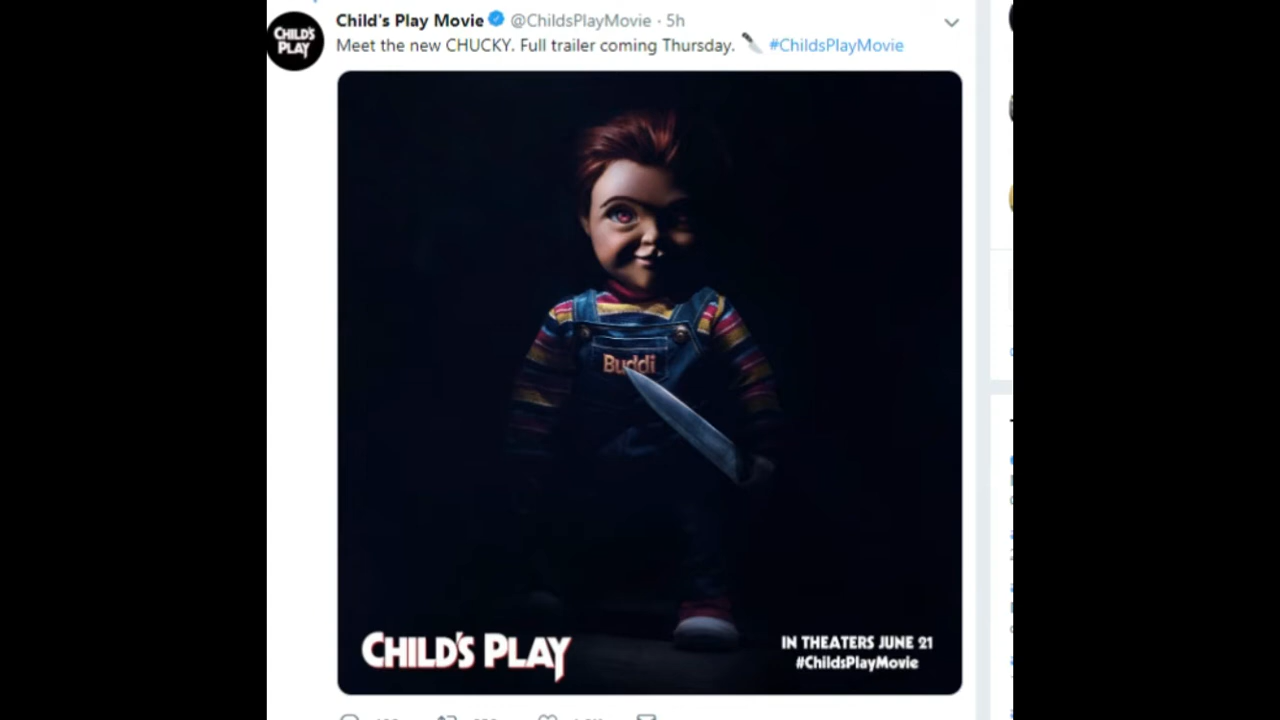 CHILD'S PLAY
Child's Play Movie @ChildsPlayMovie · 5h
Meet the new CHUCKY. Full trailer coming Thursday. 🔪 #ChildsPlayMovie
Buddi
CHILD'S PLAY
IN THEATERS JUNE 21
#ChildsPlayMovie